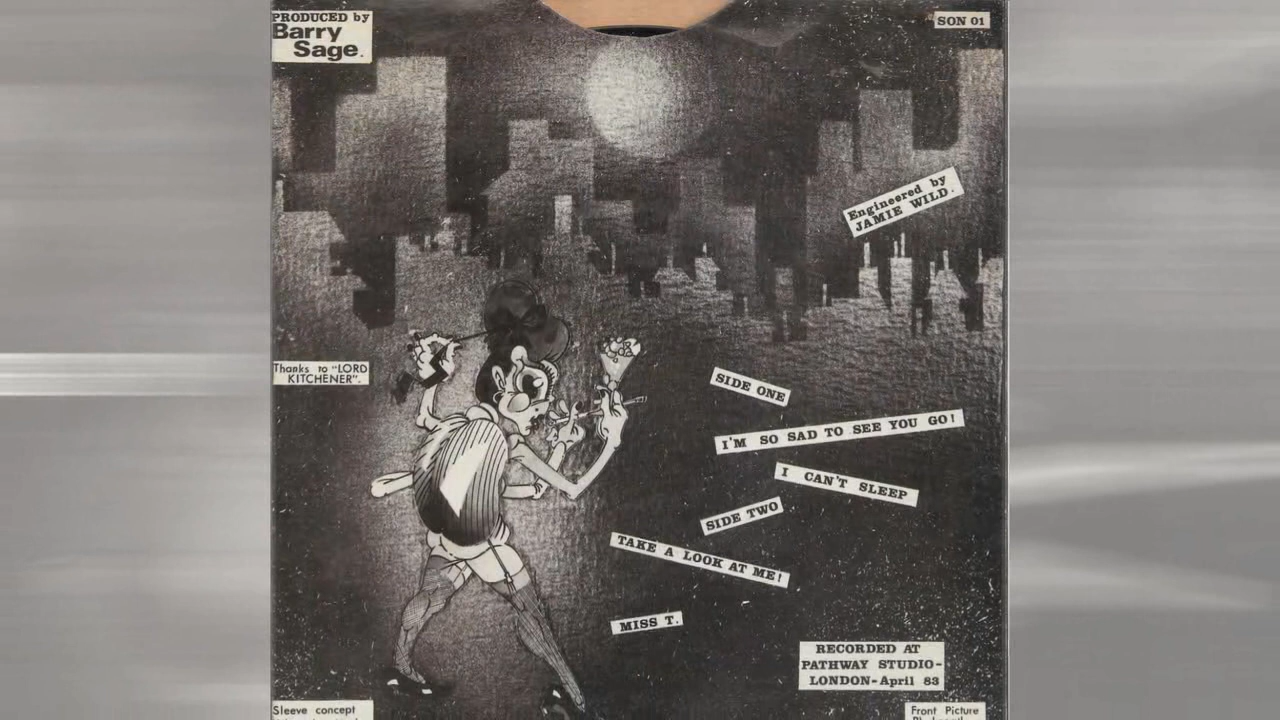 PRODUCED by
Barry
Sage.
SON 01
Engineered by
JAMIE WILD.
Thanks to "LORD
KITCHENER".
SIDE ONE
I'M SO SAD TO SEE YOU GO!
I CAN'T SLEEP
SIDE TWO
TAKE A LOOK AT ME!
MISS T.
RECORDED AT
PATHWAY STUDIO-
LONDON-April 83
Sleeve concept
Front Picture